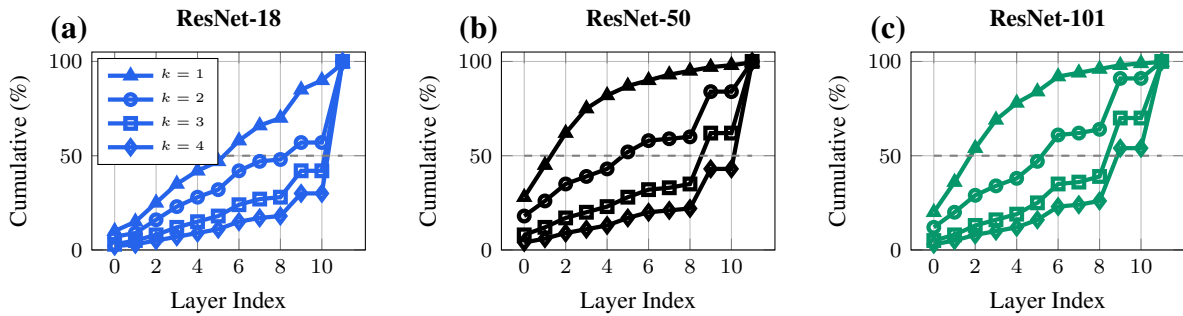 (a) ResNet-18
100
50
0
Cumulative (%)
k = 1
k = 2
k = 3
k = 4
0 2 4 6 8 10
Layer Index
(b) ResNet-50
100
50
0
Cumulative (%)
0 2 4 6 8 10
Layer Index
(c) ResNet-101
100
50
0
Cumulative (%)
0 2 4 6 8 10
Layer Index